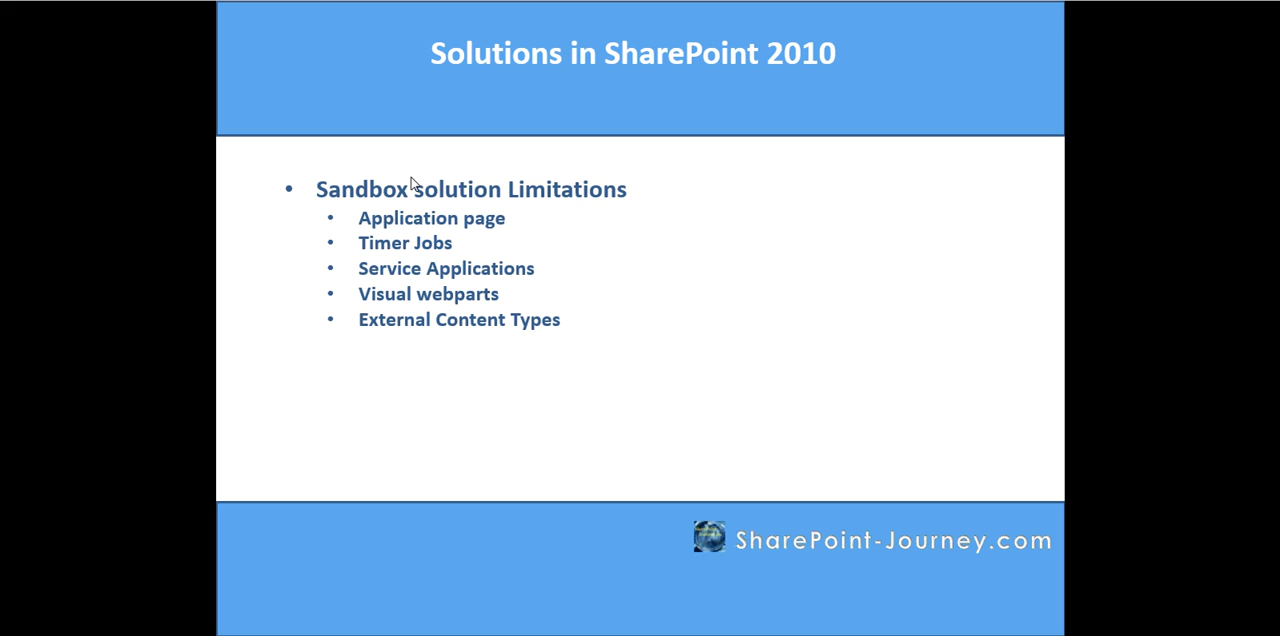 Solutions in SharePoint 2010
• Sandbox solution Limitations
• Application page
• Timer Jobs
• Service Applications
• Visual webparts
• External Content Types
SharePoint-Journey.com